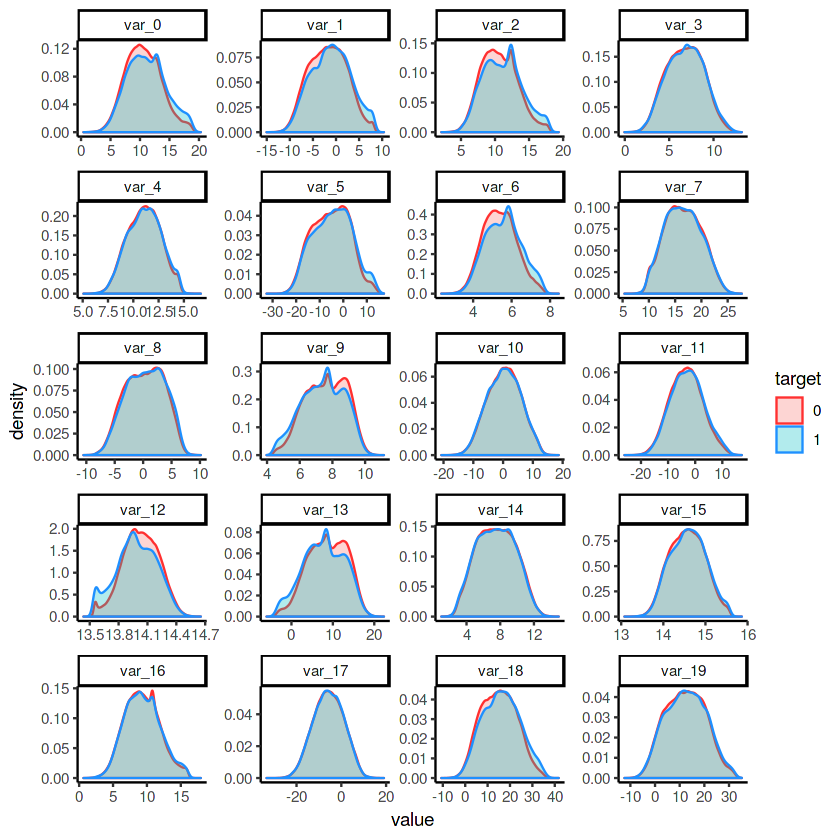 var_0 var_1 var_2 var_3
0.12 0.08 0.04 0.00
0 5 10 15 20
0.075 0.050 0.025 0.000
-15 -10 -5 0 5 10
0.15 0.10 0.05 0.00
5 10 15 20
0.15 0.10 0.05 0.00
0 5 10
var_4 var_5 var_6 var_7
0.20 0.15 0.10 0.05 0.00
5.0 7.5 10.0 12.5 15.0
0.04 0.03 0.02 0.01 0.00
-30 -20 -10 0 10
0.4 0.3 0.2 0.1 0.0
4 6 8
0.100 0.075 0.050 0.025 0.000
5 10 15 20 25
var_8 var_9 var_10 var_11
0.100 0.075 0.050 0.025 0.000
-10 -5 0 5 10
0.3 0.2 0.1 0.0
4 6 8 10
0.06 0.04 0.02 0.00
-20 -10 0 10 20
0.06 0.04 0.02 0.00
-20 -10 0 10
var_12 var_13 var_14 var_15
2.0 1.5 1.0 0.5 0.0
13.5 13.8 14.1 14.4 14.7
0.08 0.06 0.04 0.02 0.00
0 10 20
0.15 0.10 0.05 0.00
4 8 12
0.75 0.50 0.25 0.00
13 14 15 16
var_16 var_17 var_18 var_19
0.15 0.10 0.05 0.00
0 5 10 15
0.04 0.02 0.00
-20 0 20
0.04 0.03 0.02 0.01 0.00
-10 0 10 20 30 40
0.04 0.03 0.02 0.01 0.00
-10 0 10 20 30
density
value
target
0
1